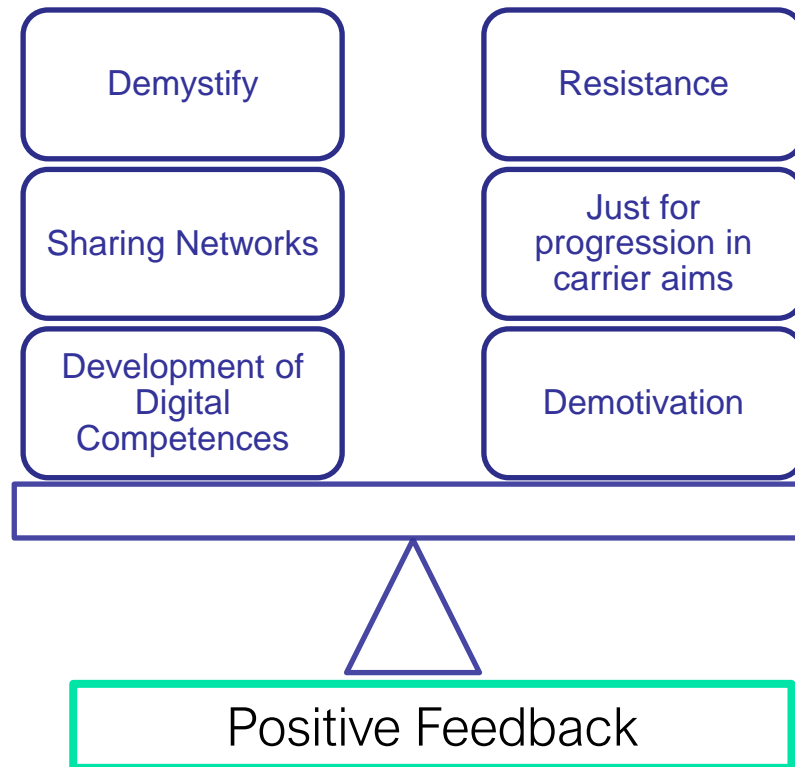 Demystify
Sharing Networks
Development of
Digital
Competences
Resistance
Just for
progression in
carrier aims
Demotivation
Positive Feedback